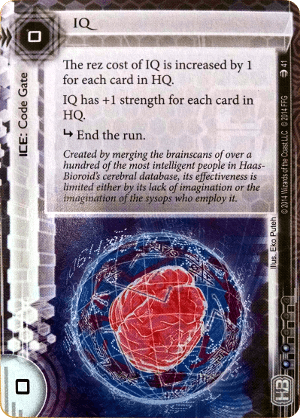 0
IQ
ICE: Code Gate
The rez cost of IQ is increased by 1
for each card in HQ.
IQ has +1 strength for each card in
HQ.
↳ End the run.
Created by merging the brainscans of over a
hundred of the most intelligent people in Haas-
Bioroid's cerebral database, its effectiveness is
limited either by its lack of imagination or the
imagination of the sysops who employ it.
41
© 2014 Wizards of the Coast LLC. © 2014 FFG
Illus. Eko Puteh
0
HB